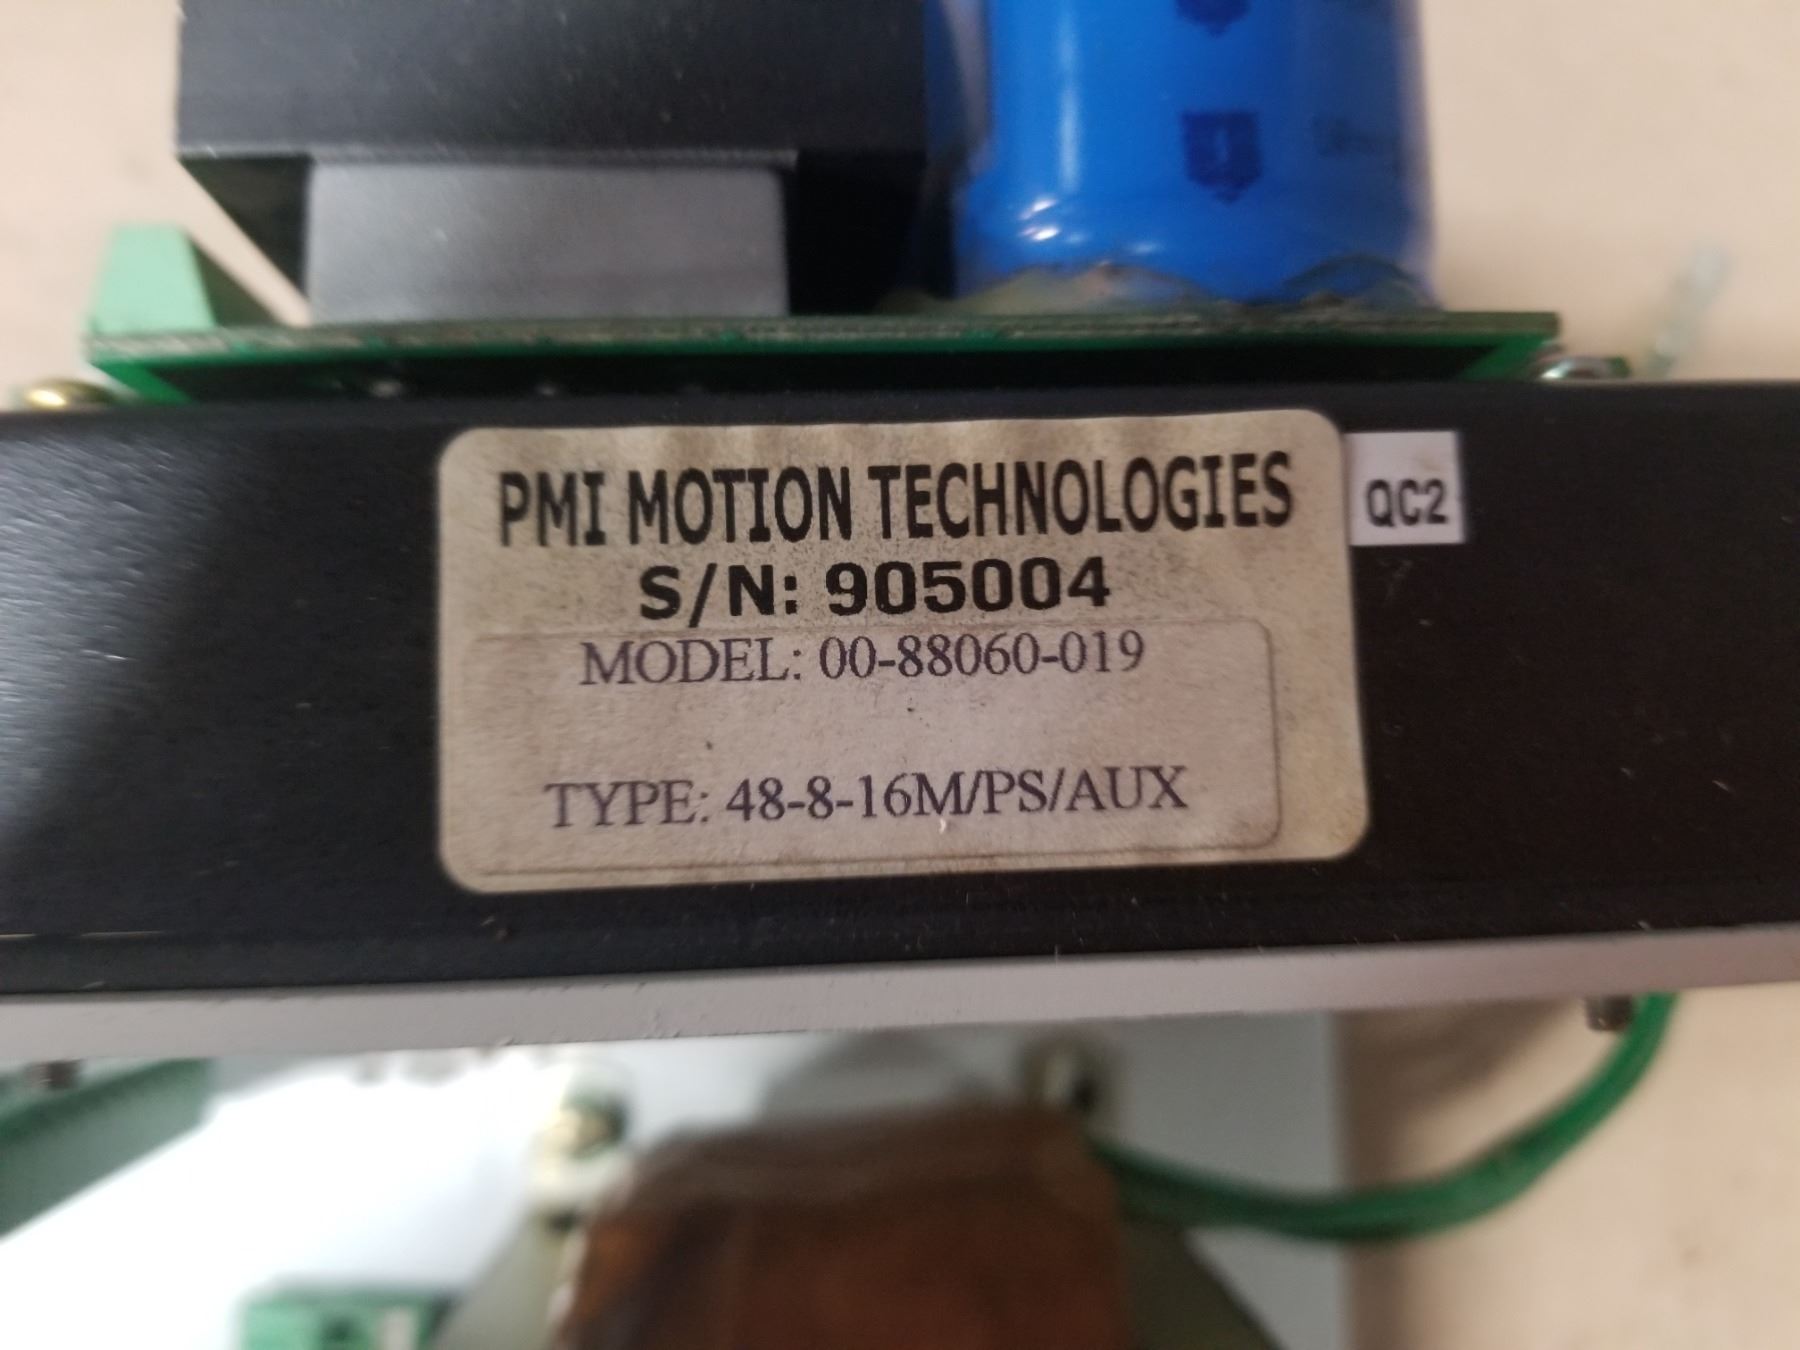 PMI MOTION TECHNOLOGIES
QC2
S/N: 905004
MODEL: 00-88060-019
TYPE: 48-8-16M/PS/AUX